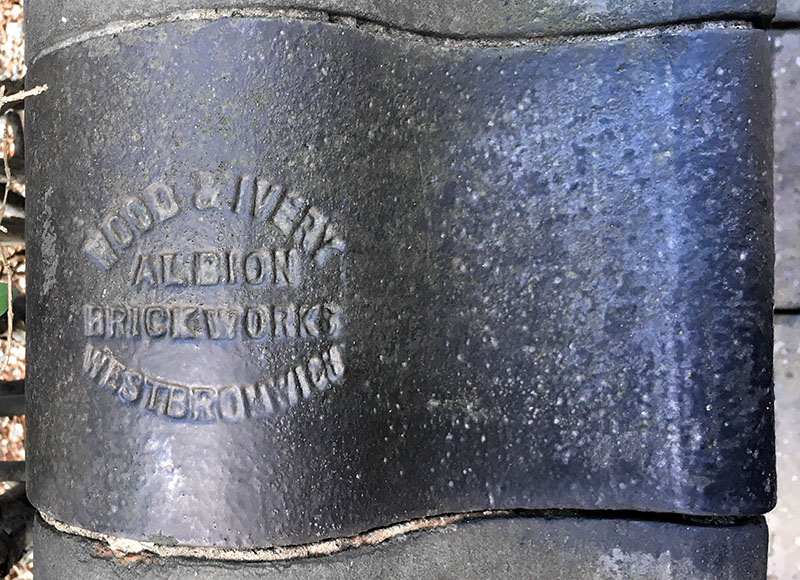 WOOD & IVERY
ALBION
BRICKWORKS
WESTBROMWICH